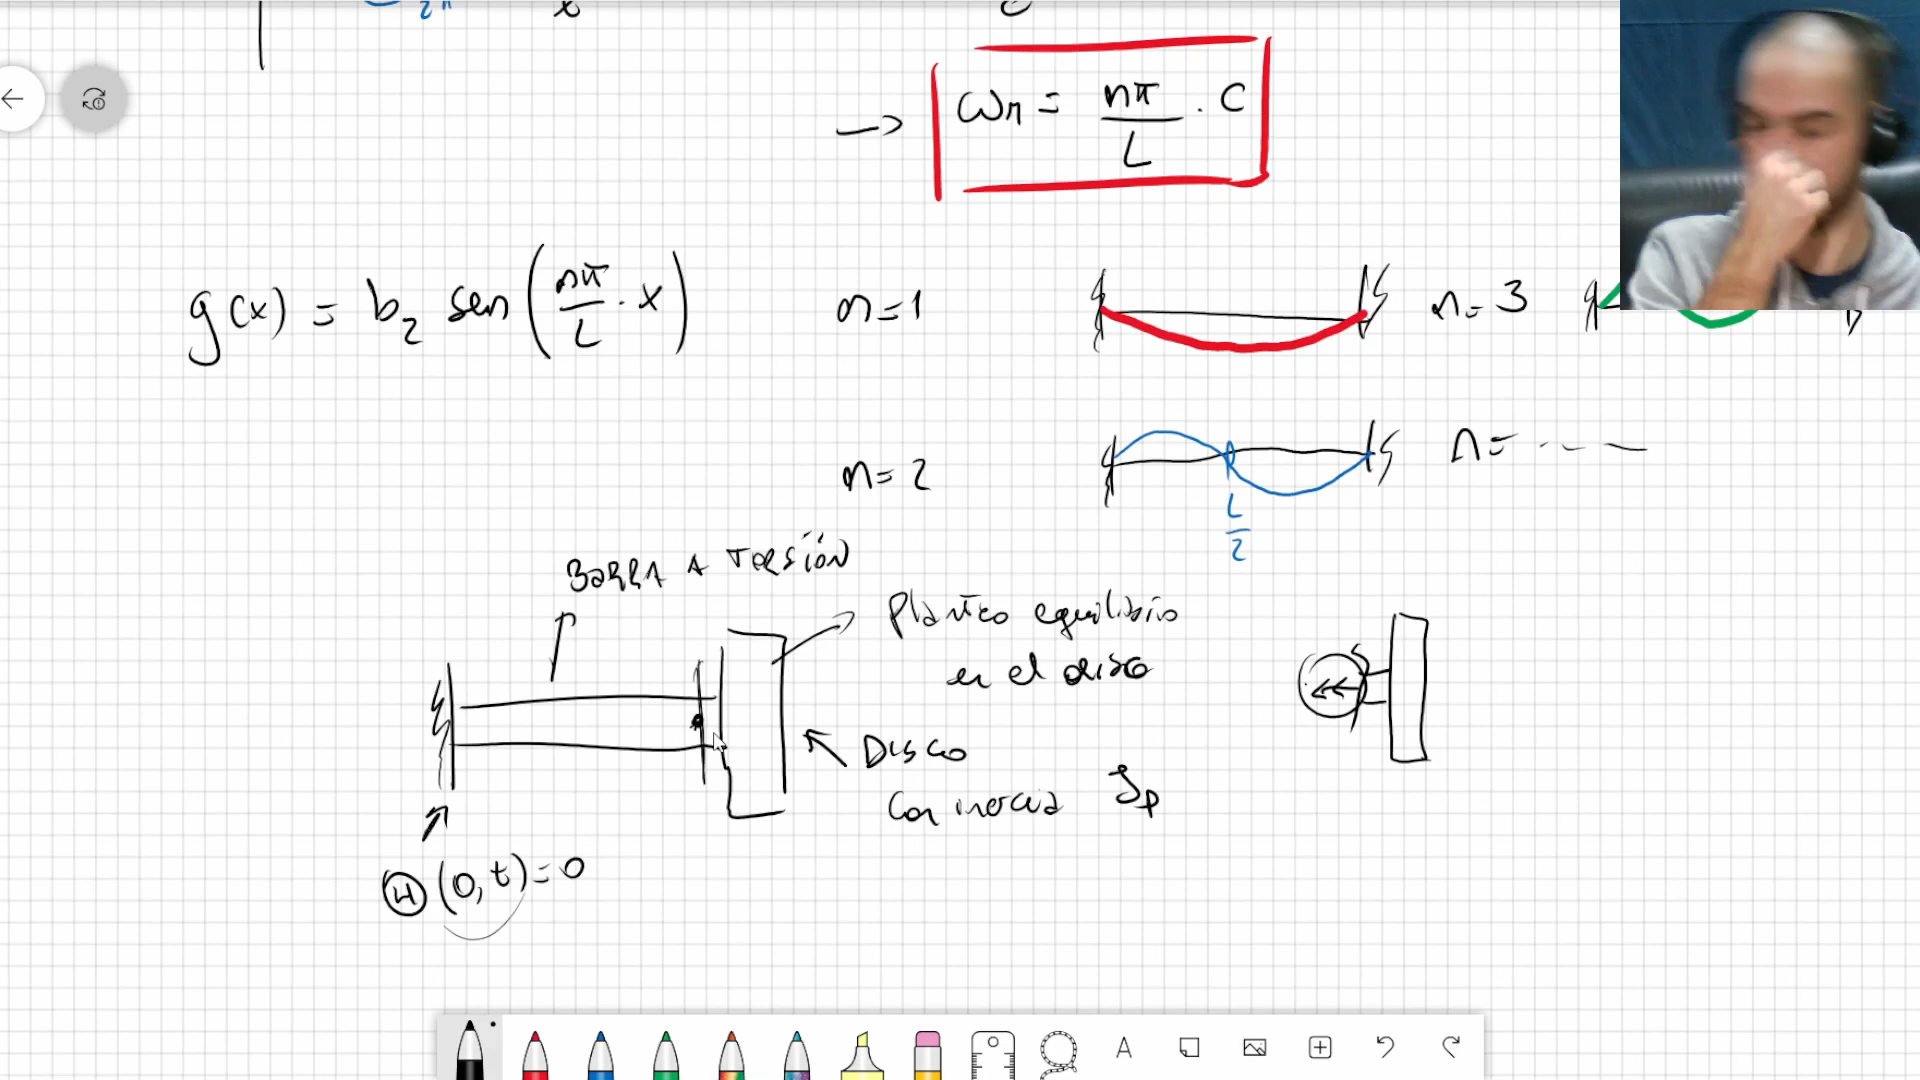 → ωn = nπ/L · C
g(x) = b₂ sen(nπ/L · x)
n=1
n=3
n=2
L/2
n= ...
BARRA A TORSIÓN
Planteo equilibrio
en el disco
Disco
Con inercia Jp
Ⓗ(0,t)=0